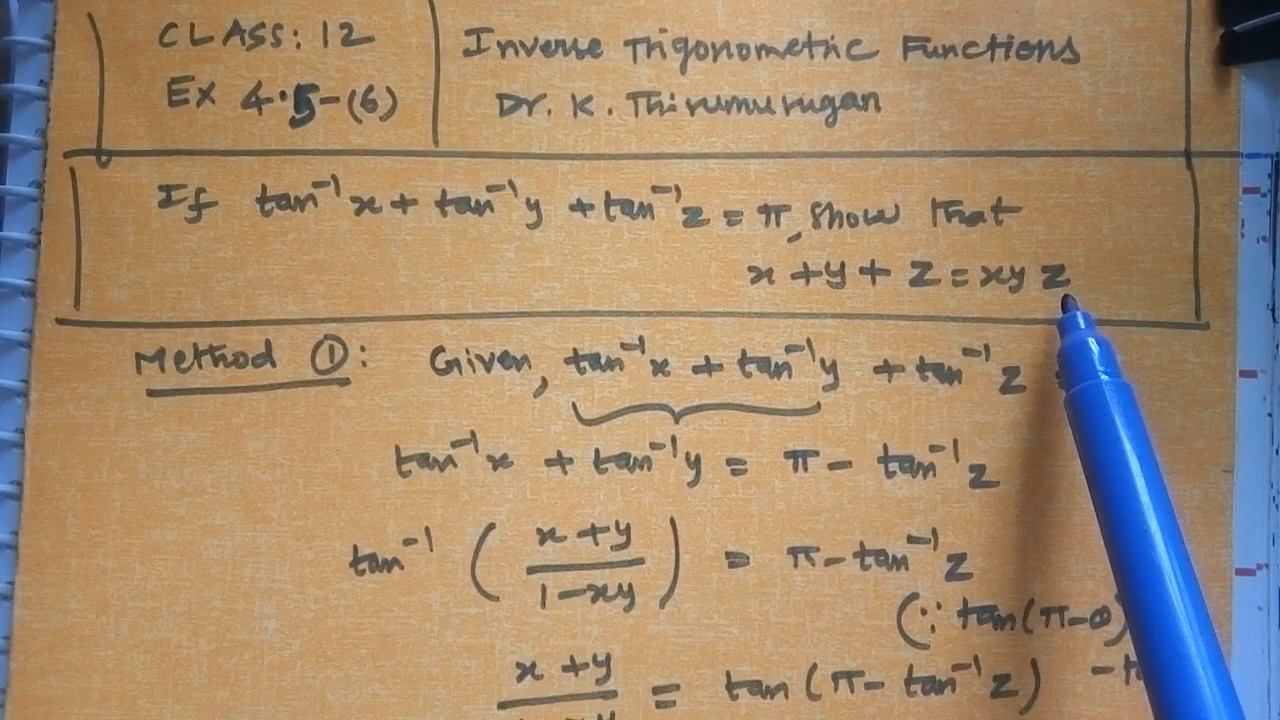 CLASS: 12
Ex 4.5-(6)
Inverse Trigonometric Functions
Dr. K. Thirumurugan
If tan⁻¹x + tan⁻¹y + tan⁻¹z = π, show that
x + y + z = xyz
Method ①: Given, tan⁻¹x + tan⁻¹y + tan⁻¹z
tan⁻¹x + tan⁻¹y = π - tan⁻¹z
tan⁻¹ ( x+y / 1-xy ) = π - tan⁻¹z
(∵ tan(π-θ)
x+y / = tan(π - tan⁻¹z)